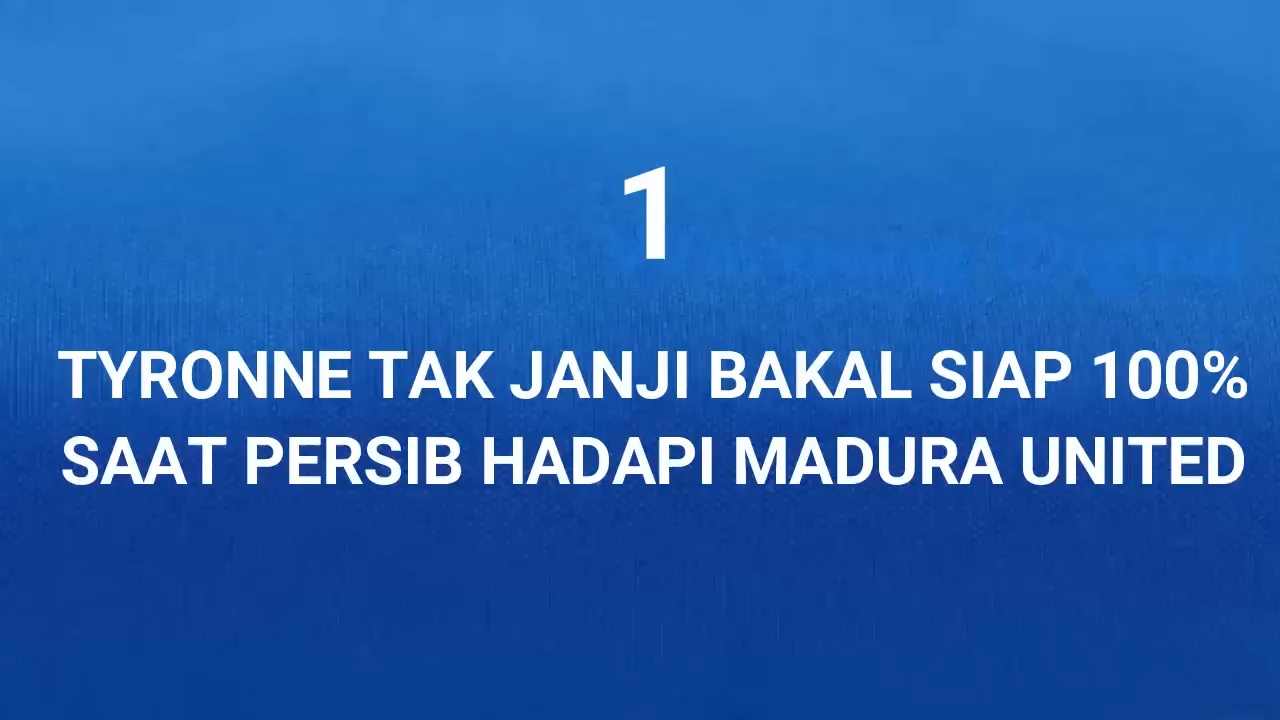 1
TYRONNE TAK JANJI BAKAL SIAP 100%
SAAT PERSIB HADAPI MADURA UNITED